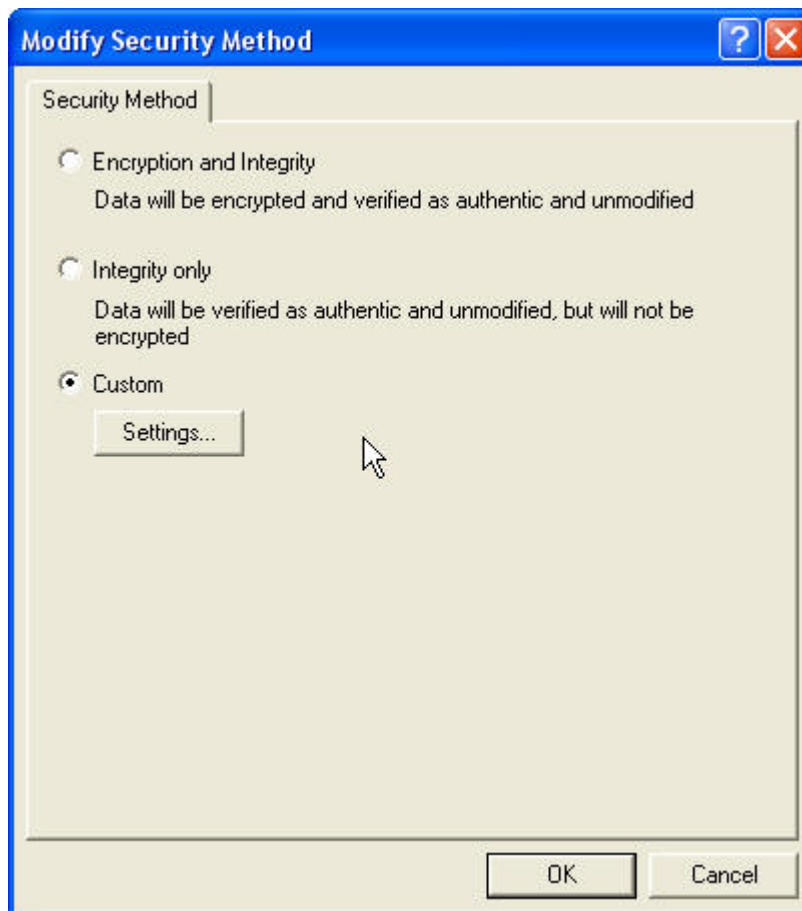 Modify Security Method
Security Method
Encryption and Integrity
Data will be encrypted and verified as authentic and unmodified
Integrity only
Data will be verified as authentic and unmodified, but will not be
encrypted
Custom
Settings...
OK
Cancel